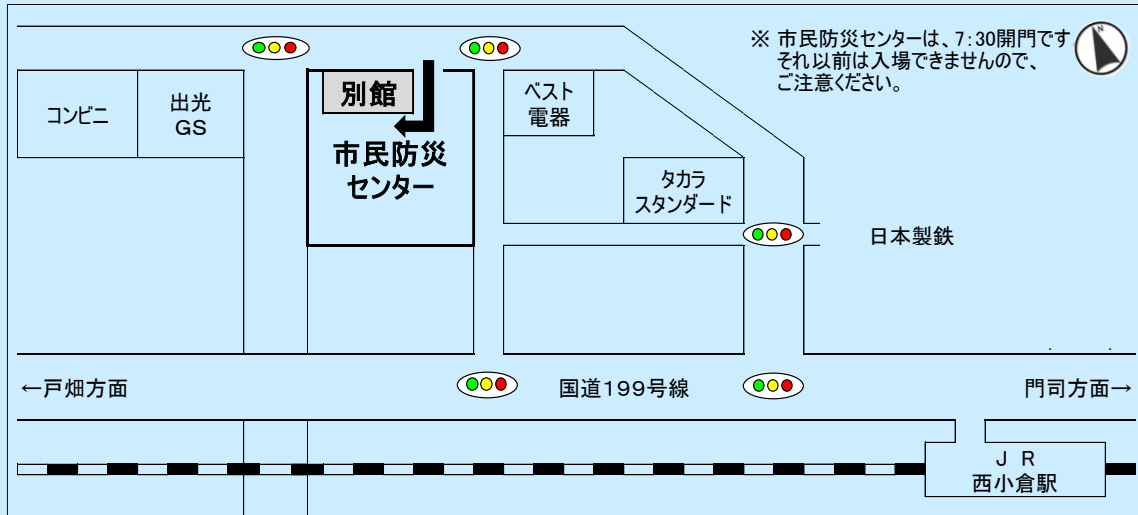 ※ 市民防災センターは、7:30開門です
それ以前は入場できませんので、
ご注意ください。
N
コンビニ
出光
GS
別館
市民防災
センター
ベスト
電器
タカラ
スタンダード
日本製鉄
←戸畑方面
国道199号線
門司方面→
JR
西小倉駅